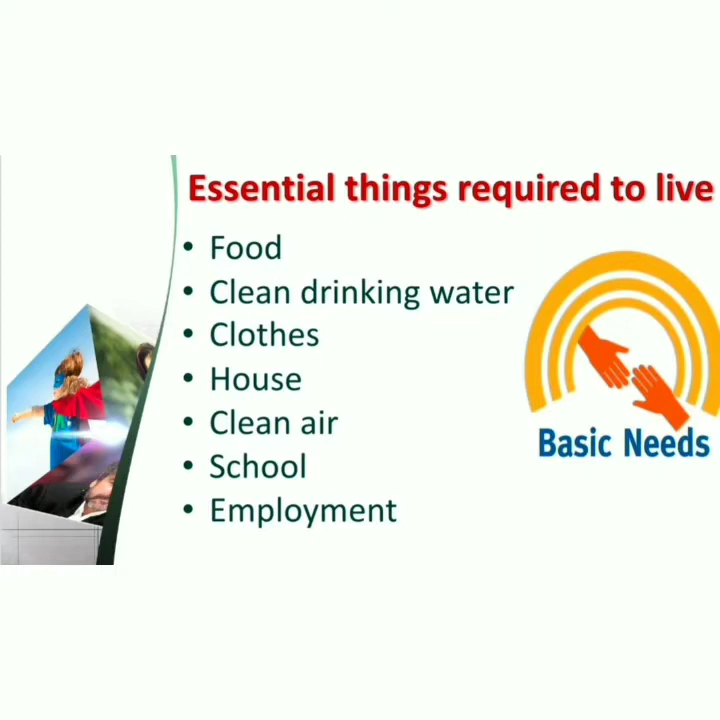 Essential things required to live
• Food
• Clean drinking water
• Clothes
• House
• Clean air
• School
• Employment
Basic Needs